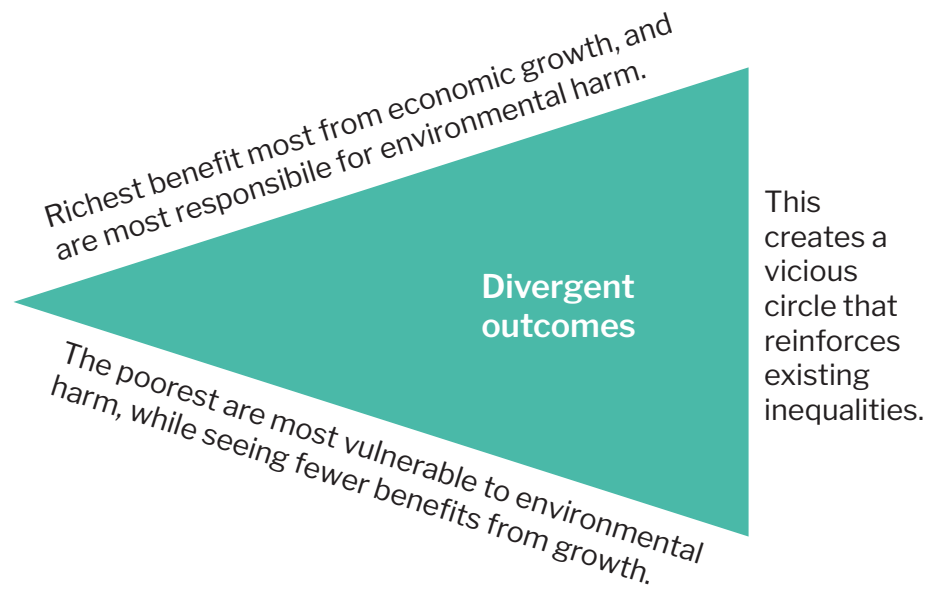 Richest benefit most from economic growth, and
are most responsibile for environmental harm.
Divergent
outcomes
This
creates a
vicious
circle that
reinforces
existing
inequalities.
The poorest are most vulnerable to environmental
harm, while seeing fewer benefits from growth.